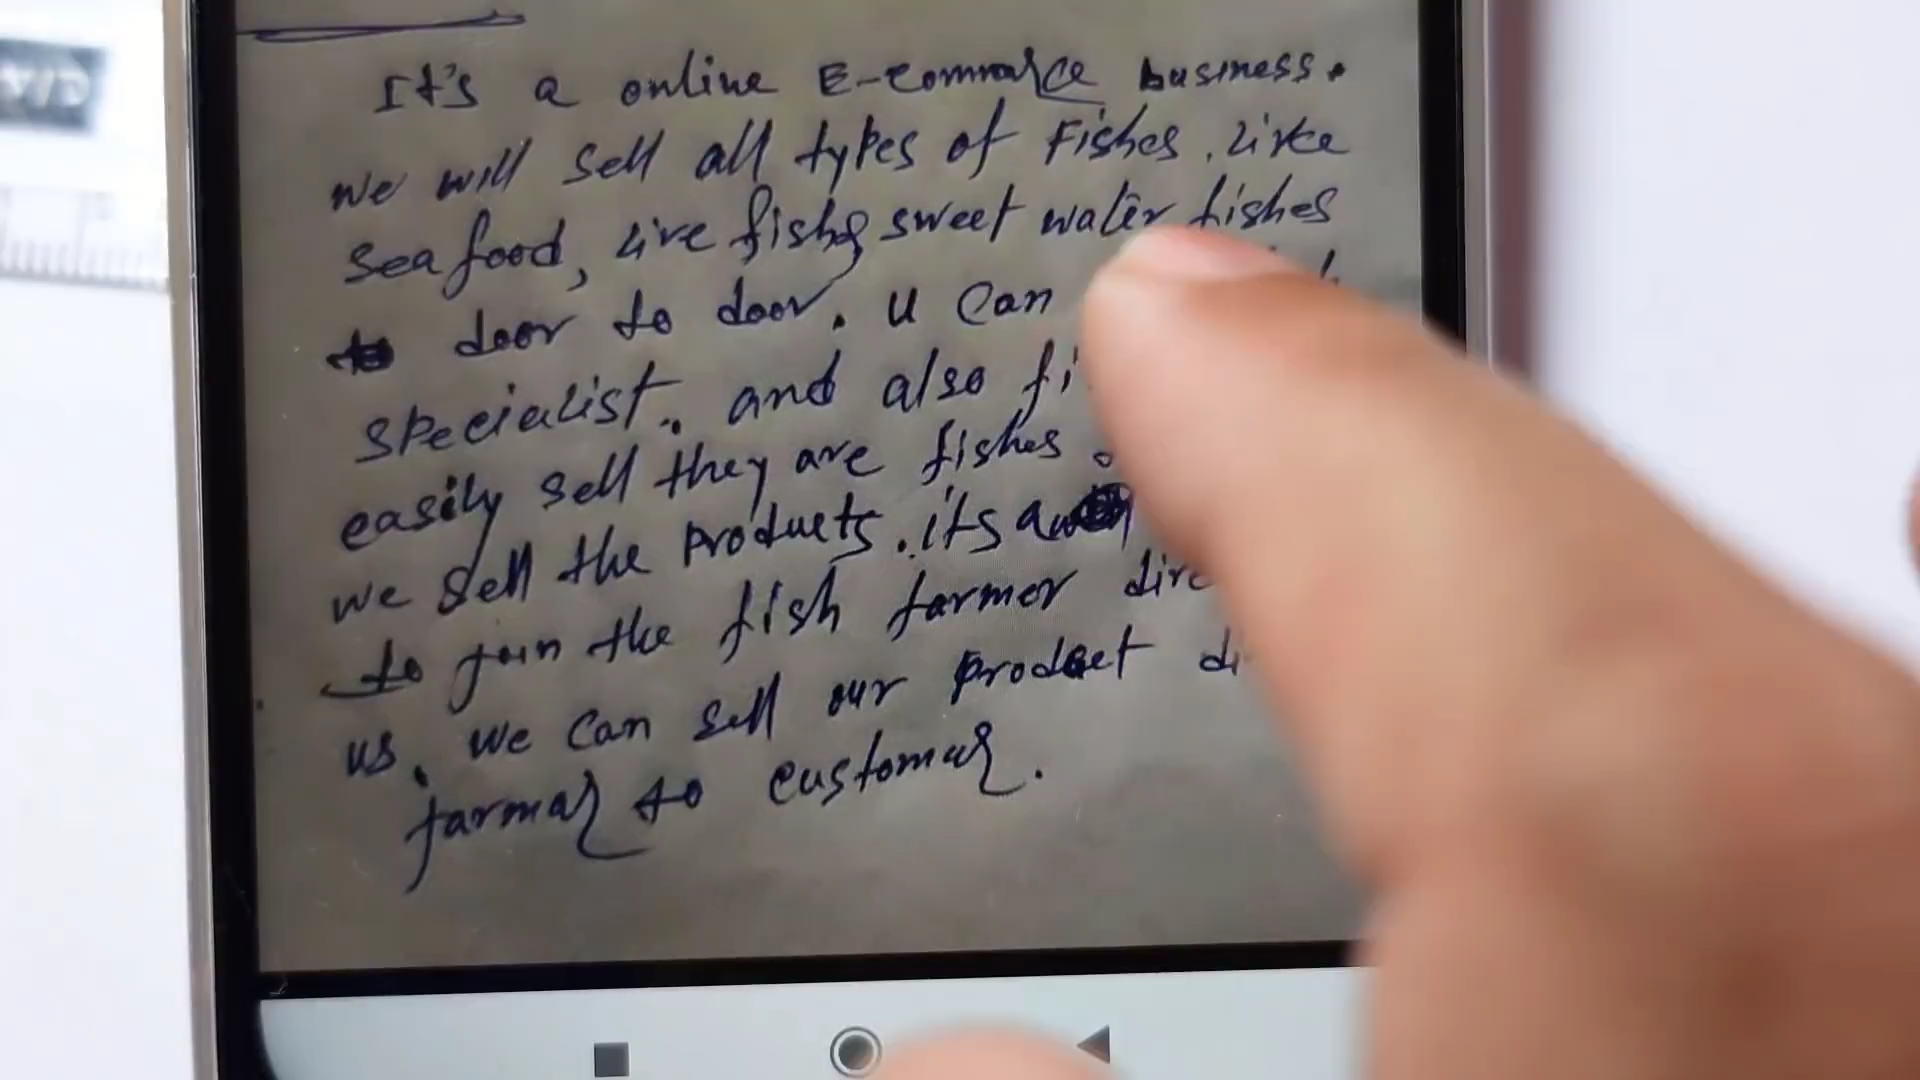 It's a online E-commarce business.
we will sell all types of Fishes. like
sea food, live fishes sweet water fishes
door to door. u can
specialist. and also
easily sell they are fishes
we sell the products. its a
to join the fish farmer
us. we can sell our product
farmar to customar.